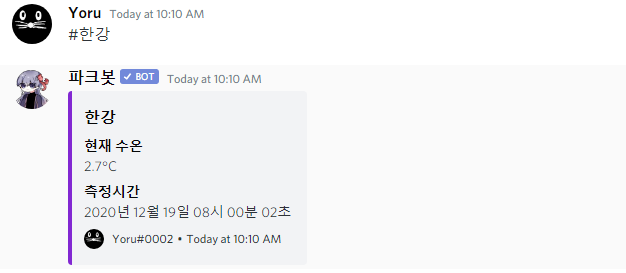 Yoru Today at 10:10 AM
#한강
파크봇 ✓ BOT Today at 10:10 AM
한강
현재 수온
2.7°C
측정시간
2020년 12월 19일 08시 00분 02초
Yoru#0002 • Today at 10:10 AM